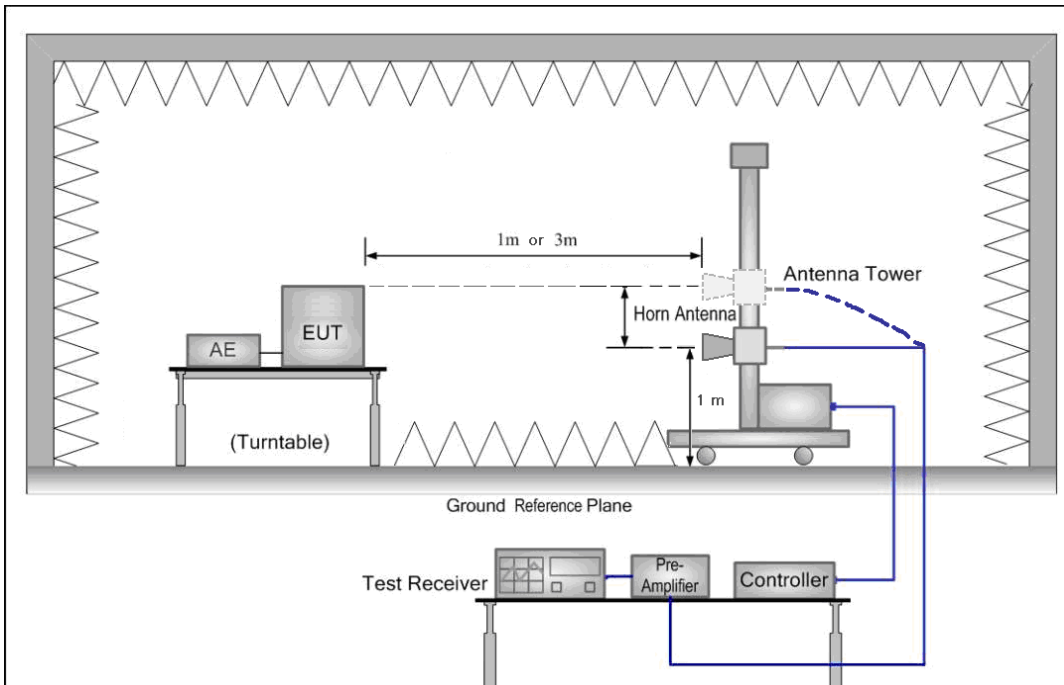 1m or 3m
Antenna Tower
Horn Antenna
EUT
AE
1 m
(Turntable)
Ground Reference Plane
Test Receiver
Pre-
Amplifier
Controller